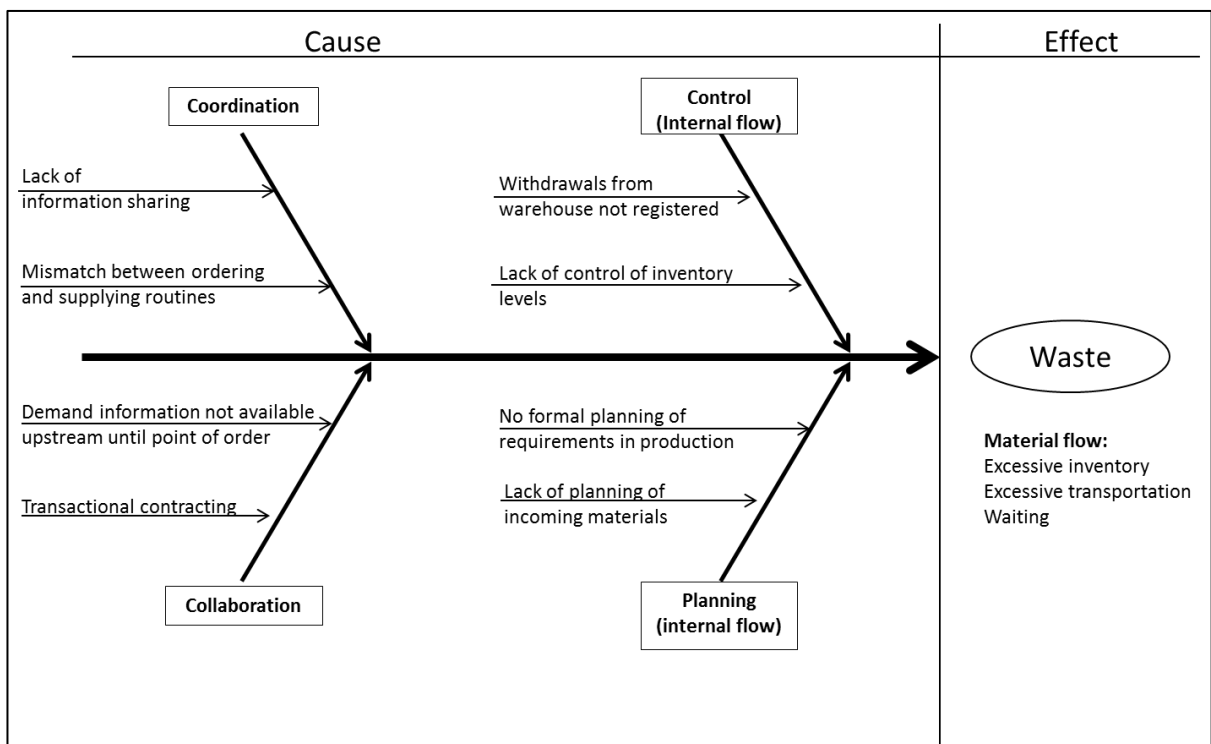 Cause
Effect
Coordination
Control
(Internal flow)
Lack of
information sharing
Withdrawals from
warehouse not registered
Mismatch between ordering
and supplying routines
Lack of control of inventory
levels
Waste
Demand information not available
upstream until point of order
No formal planning of
requirements in production
Transactional contracting
Lack of planning of
incoming materials
Material flow:
Excessive inventory
Excessive transportation
Waiting
Collaboration
Planning
(internal flow)